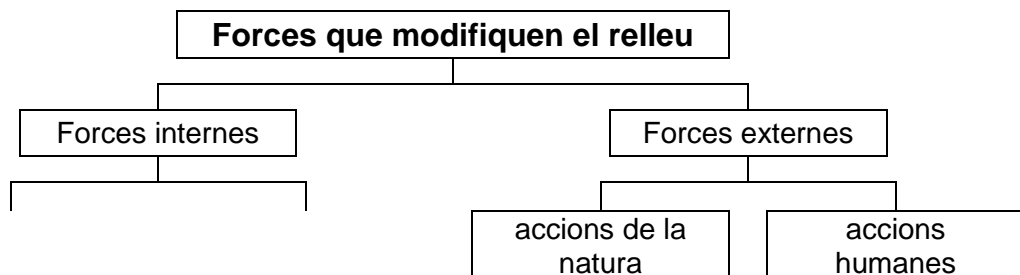 Forces que modifiquen el relleu
Forces internes
Forces externes
accions de la
natura
accions
humanes